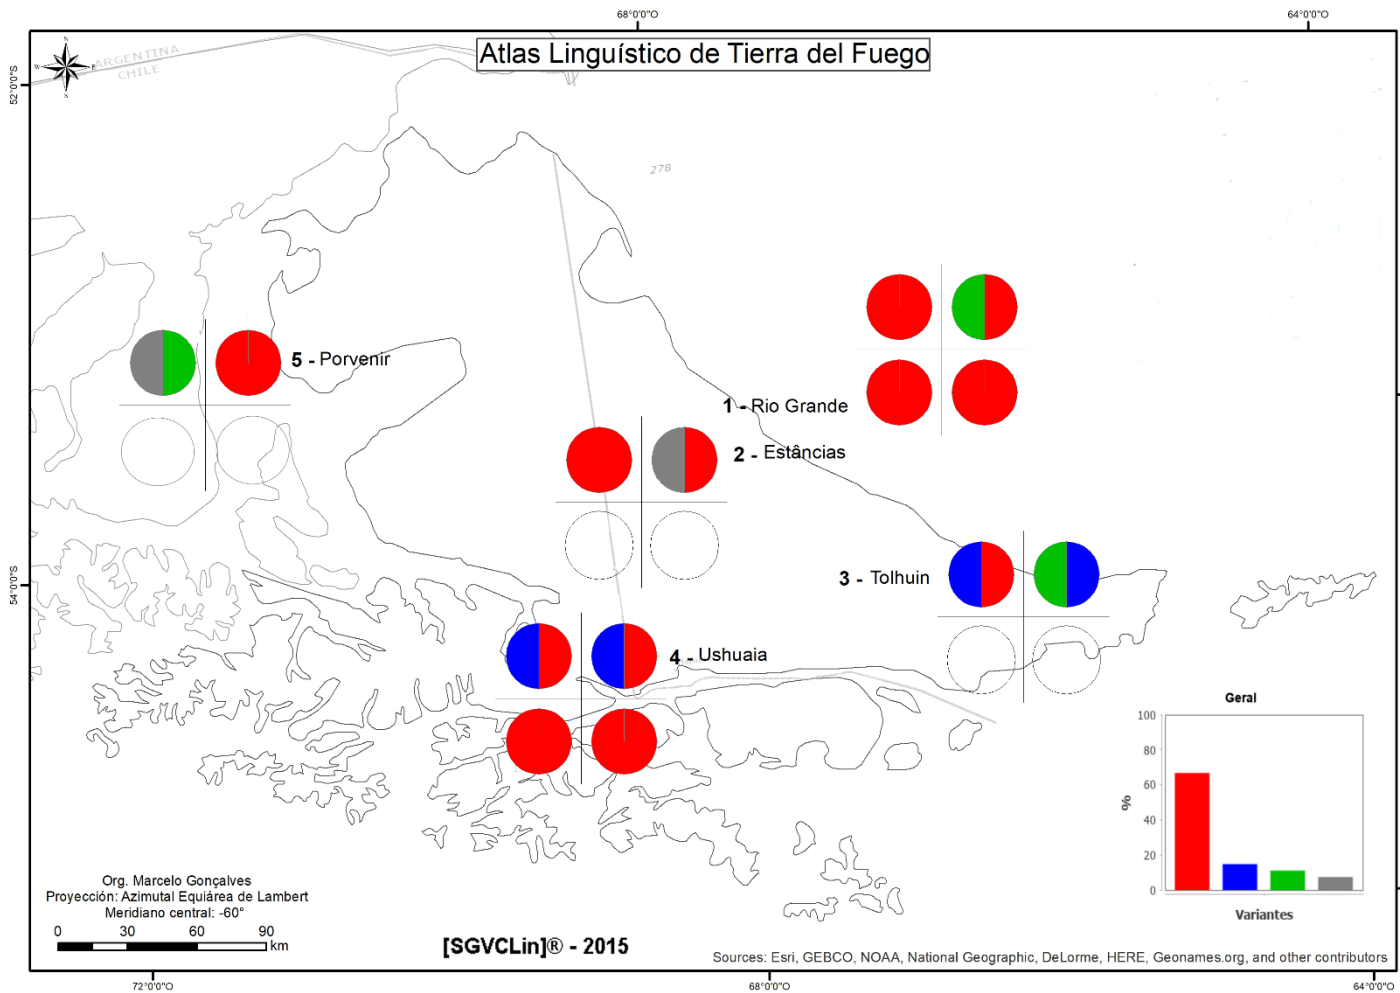 68°0'0"O
64°0'0"O
Atlas Linguístico de Tierra del Fuego
N
W
E
S
ARGENTINA
CHILE
52°0'0"S
278
5 - Porvenir
1 - Rio Grande
2 - Estâncias
3 - Tolhuin
54°0'0"S
4 - Ushuaia
Geral
100
80
60
40
20
0
%
Variantes
Org. Marcelo Gonçalves
Proyección: Azimutal Equiárea de Lambert
Meridiano central: -60°
0 30 60 90
km
[SGVCLin]® - 2015
Sources: Esri, GEBCO, NOAA, National Geographic, DeLorme, HERE, Geonames.org, and other contributors
72°0'0"O
68°0'0"O
64°0'0"O